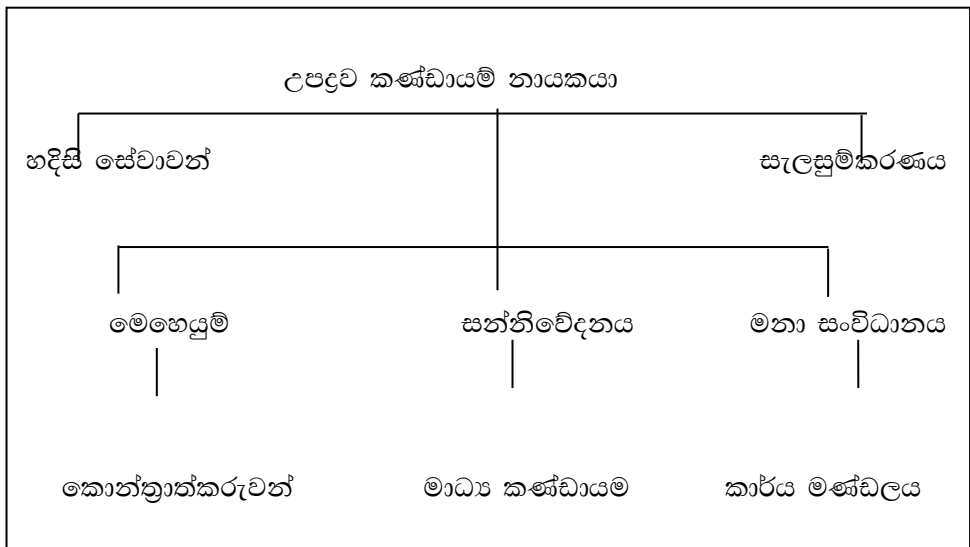 උපද්‍රව කණ්ඩායම් නායකයා
හදිසි සේවාවන් සැලසුම්කරණය
මෙහෙයුම් සන්නිවේදනය මනා සංවිධානය
කොන්ත්‍රාත්කරුවන් මාධ්‍ය කණ්ඩායම කාර්ය මණ්ඩලය